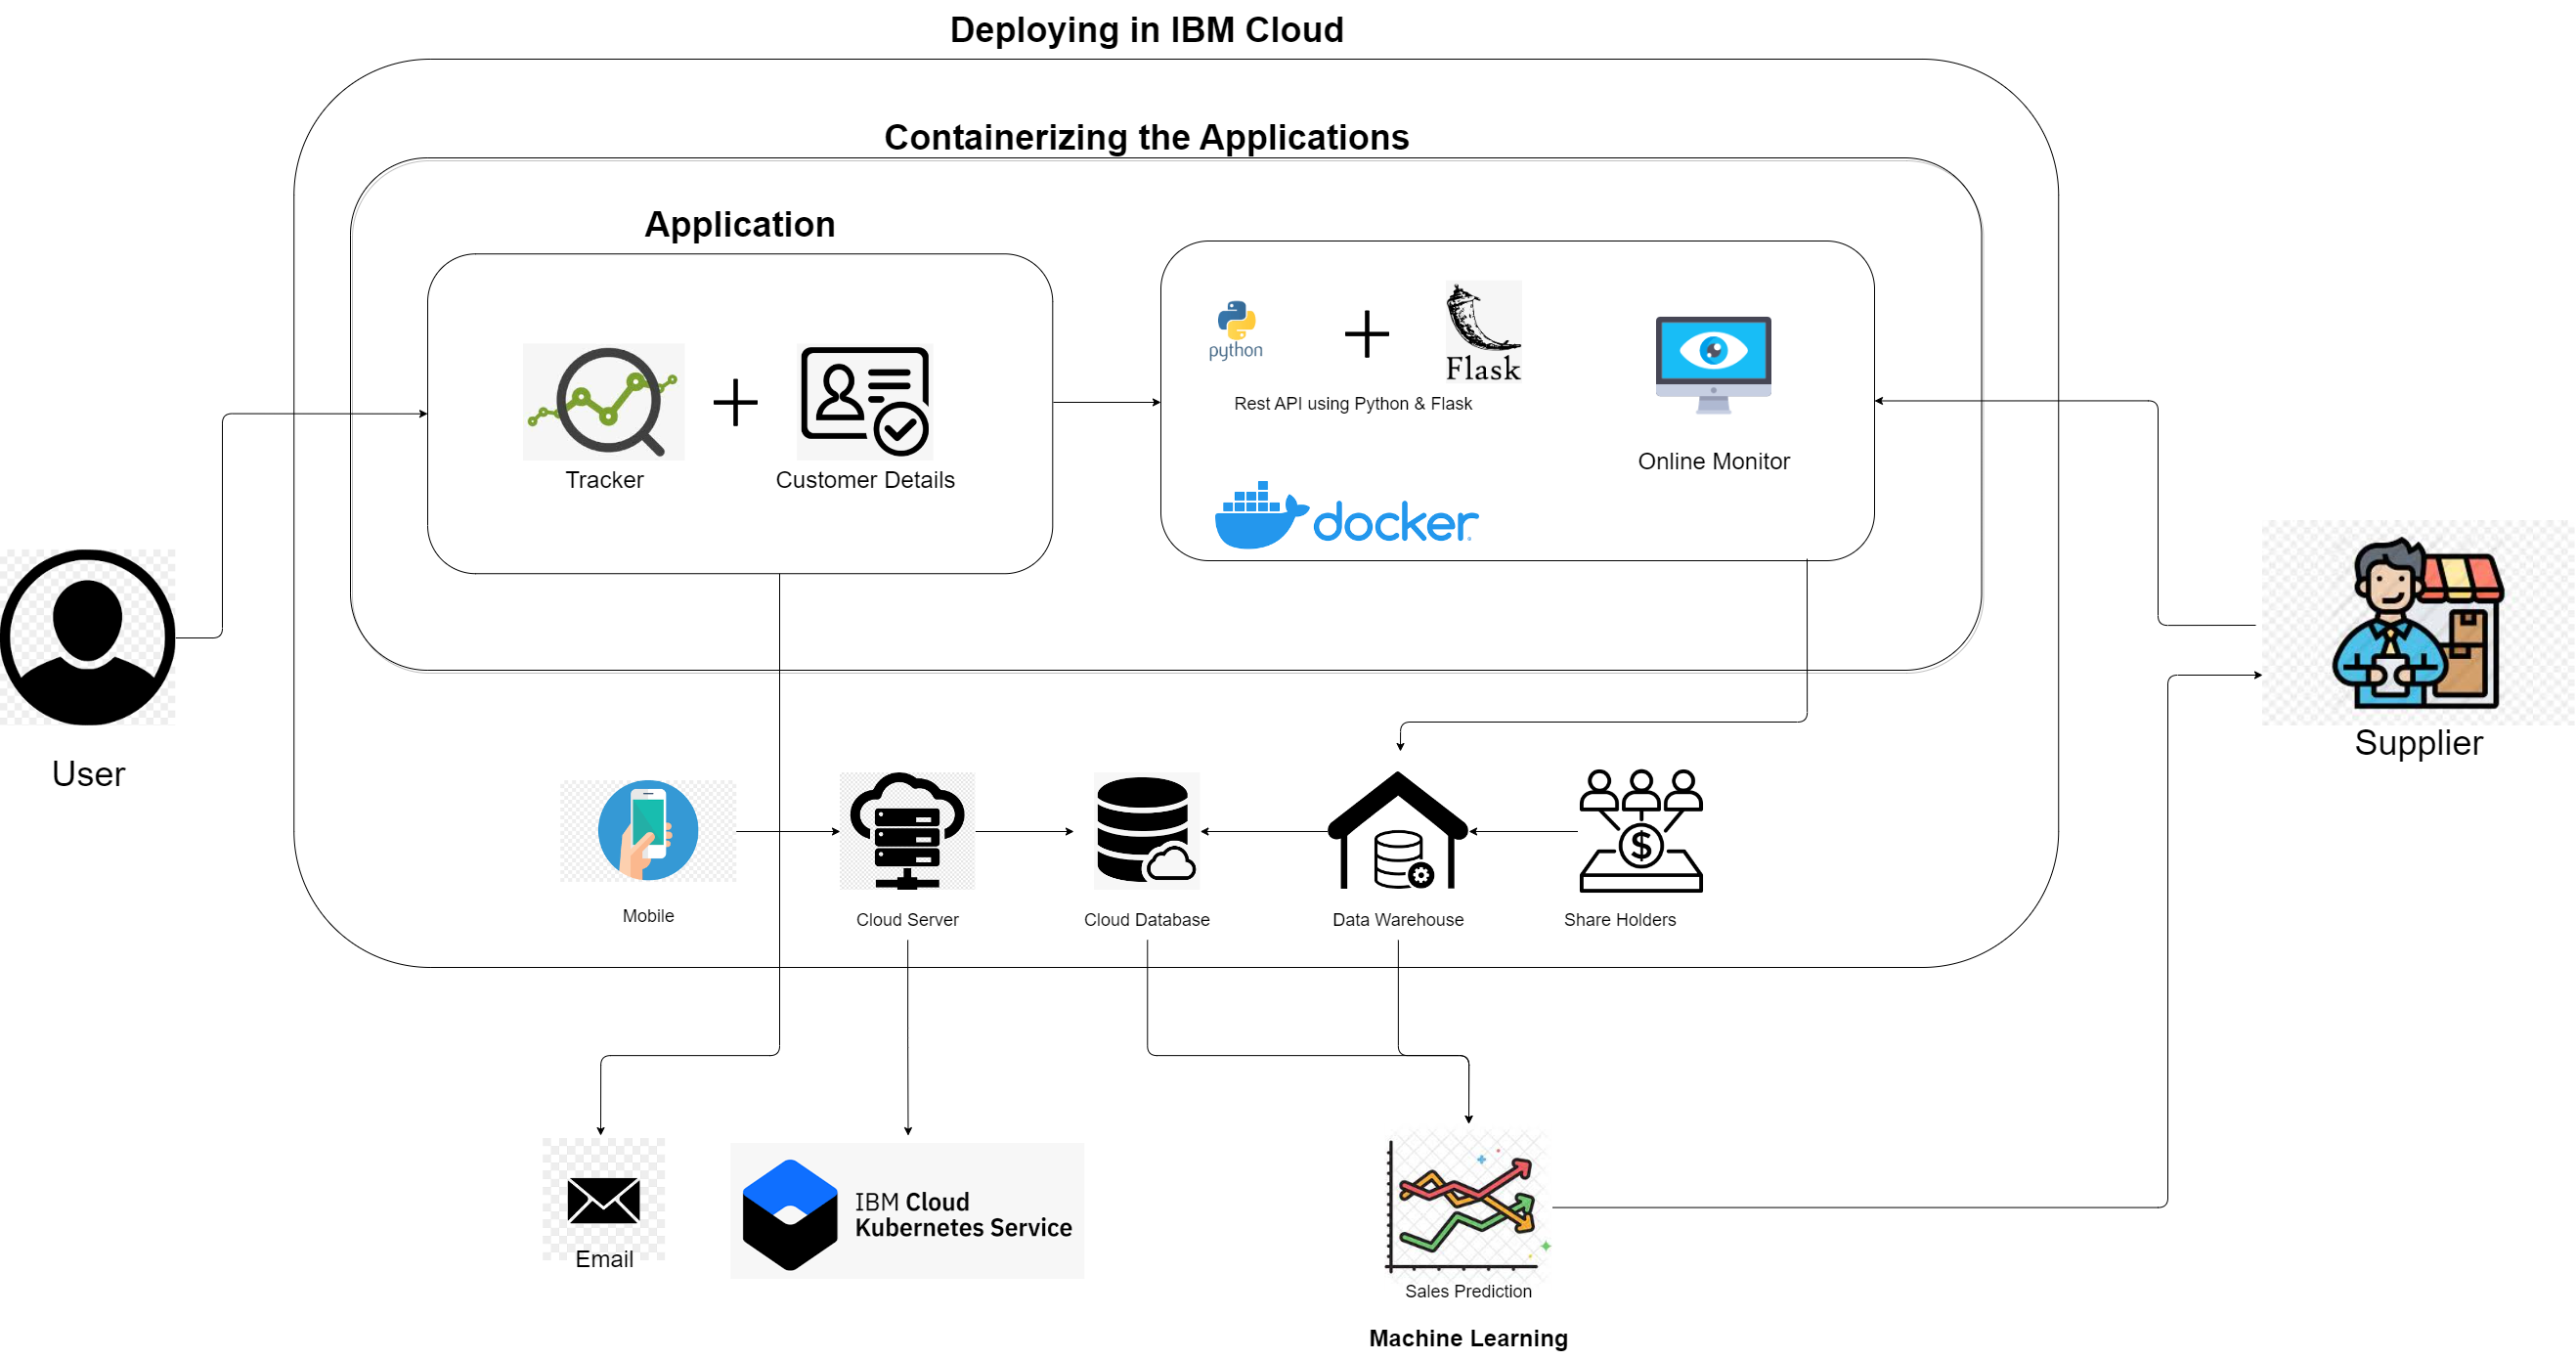 Deploying in IBM Cloud
Containerizing the Applications
Application
Tracker
Customer Details
python
Flask
Rest API using Python & Flask
Online Monitor
docker
User
Supplier
Mobile
Cloud Server
Cloud Database
Data Warehouse
Share Holders
$
Email
IBM Cloud
Kubernetes Service
Sales Prediction
Machine Learning